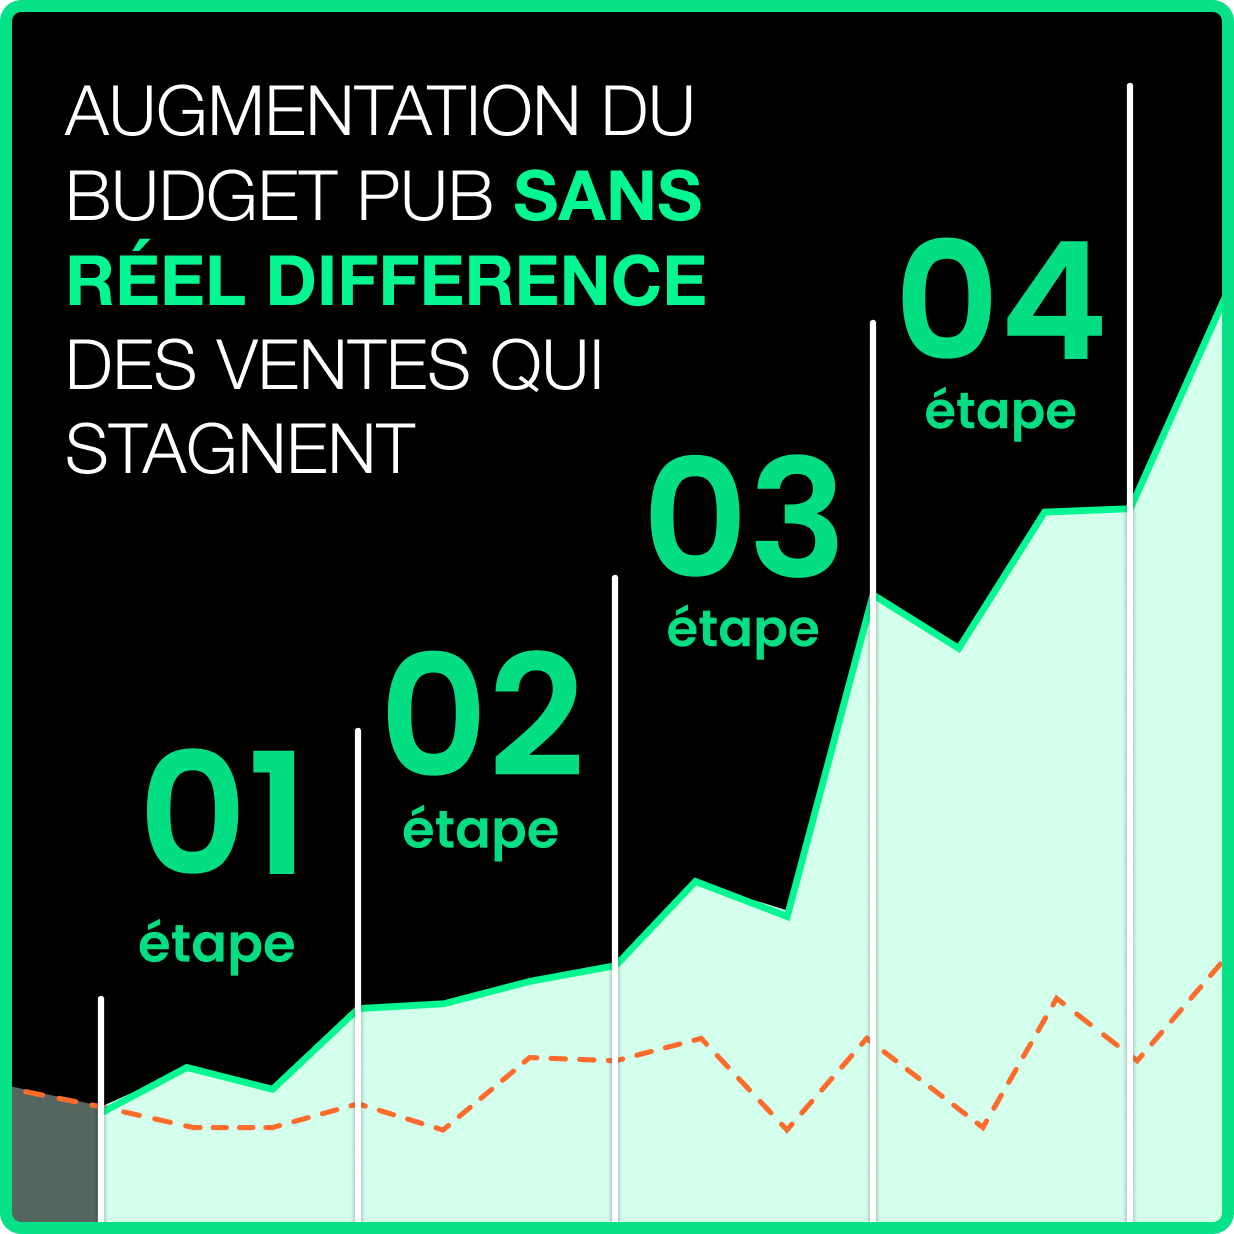 AUGMENTATION DU
BUDGET PUB SANS
RÉEL DIFFERENCE
DES VENTES QUI
STAGNENT
04
étape
03
étape
02
étape
01
étape